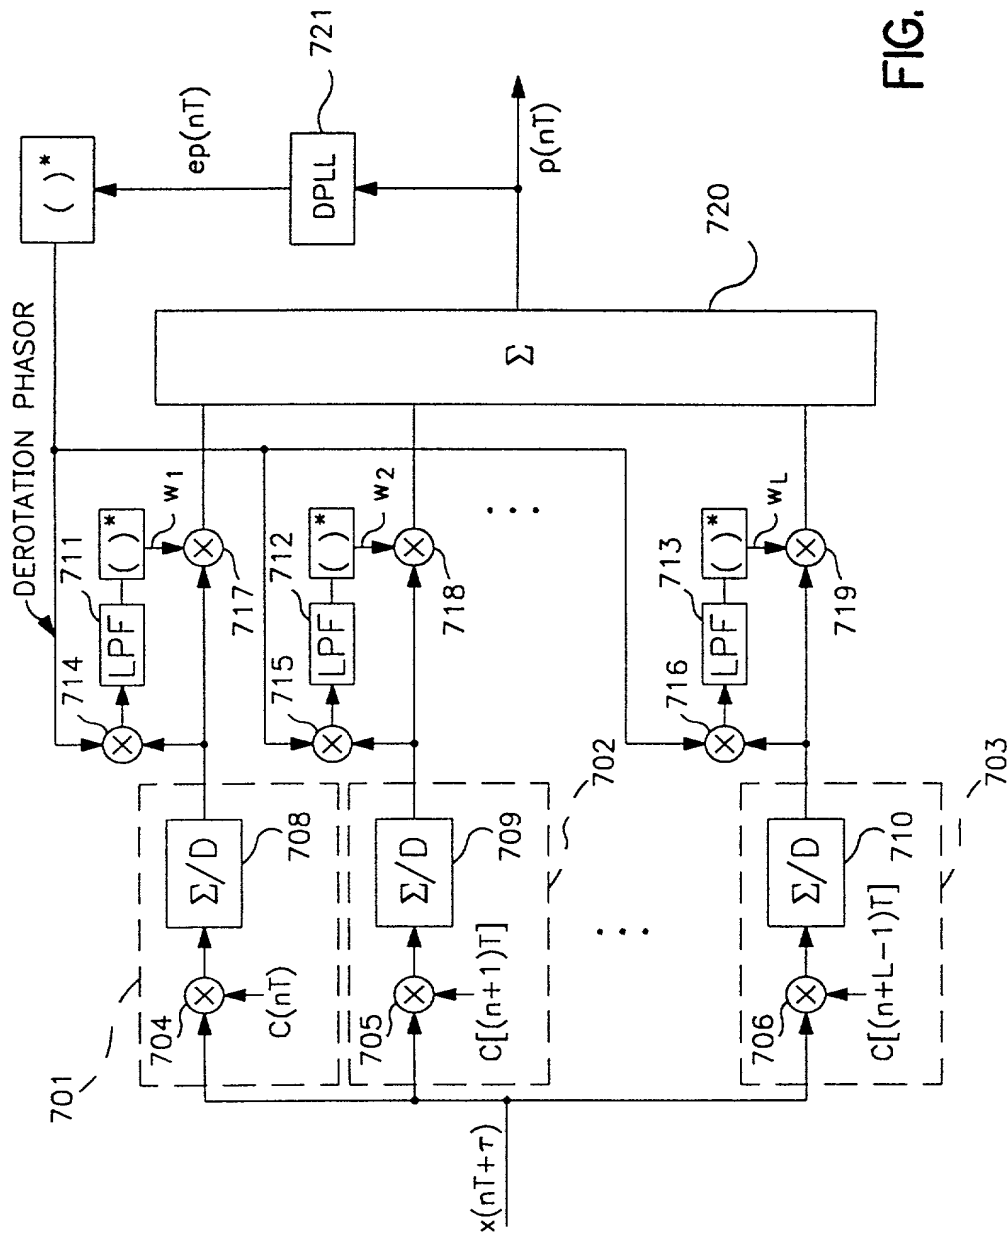 x(nT+τ)
701
704
C(nT)
Σ/D
708
705
C[(n+1)T]
Σ/D
709
702
706
C[(n+L-1)T]
Σ/D
710
703
DEROTATION PHASOR
714
LPF
711
( )*
w1
717
715
LPF
712
( )*
w2
718
716
LPF
713
( )*
wL
719
Σ
720
( )*
ep(nT)
DPLL
721
p(nT)
FIG.